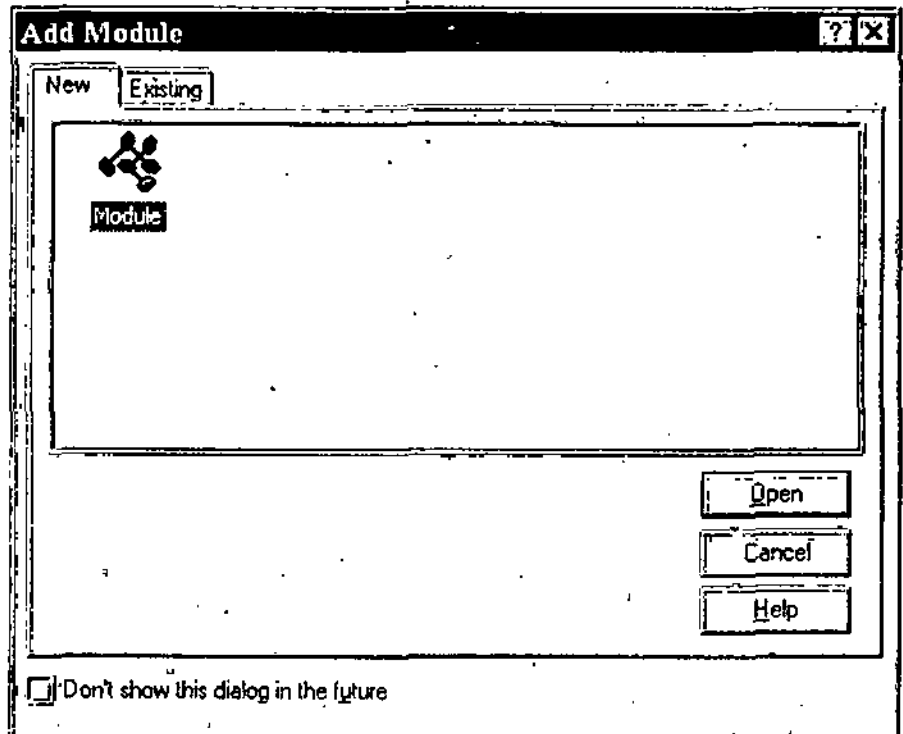 Add Module
New Existing
Module
Open
Cancel
Help
Don't show this dialog in the future